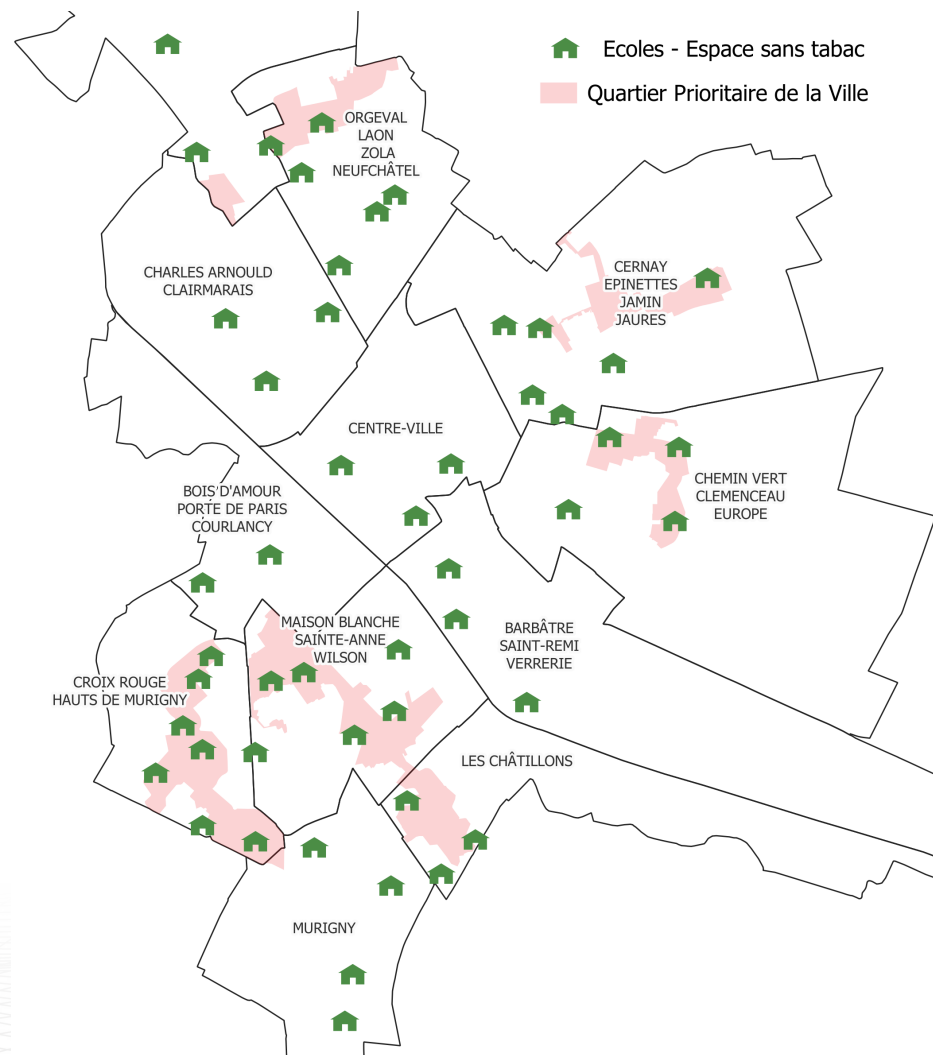 Ecoles - Espace sans tabac
Quartier Prioritaire de la Ville
ORGEVAL
LAON
ZOLA
NEUFCHÂTEL
CHARLES ARNOULD
CLAIRMARAIS
CERNAY
EPINETTES
JAMIN
JAURES
CENTRE-VILLE
CHEMIN VERT
CLEMENCEAU
EUROPE
BOIS D'AMOUR
PORTE DE PARIS
COURLANCY
MAISON BLANCHE
SAINTE-ANNE
WILSON
BARBÂTRE
SAINT-REMI
VERRERIE
CROIX ROUGE
HAUTS DE MURIGNY
LES CHÂTILLONS
MURIGNY